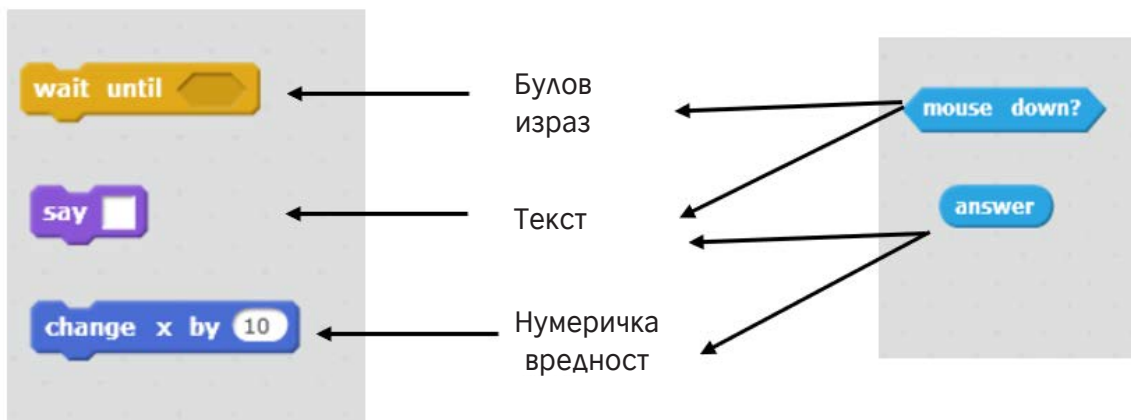 wait until
say
change x by 10
Булов
израз
Текст
Нумеричка
вредност
mouse down?
answer